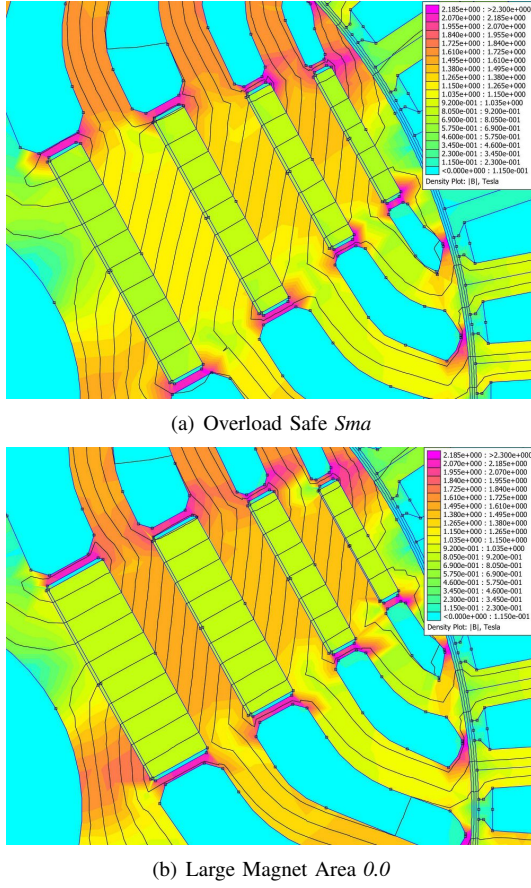 2.185e+000 : >2.300e+000
2.070e+000 : 2.185e+000
1.955e+000 : 2.070e+000
1.840e+000 : 1.955e+000
1.725e+000 : 1.840e+000
1.610e+000 : 1.725e+000
1.495e+000 : 1.610e+000
1.380e+000 : 1.495e+000
1.265e+000 : 1.380e+000
1.150e+000 : 1.265e+000
1.035e+000 : 1.150e+000
9.200e-001 : 1.035e+000
8.050e-001 : 9.200e-001
6.900e-001 : 8.050e-001
5.750e-001 : 6.900e-001
4.600e-001 : 5.750e-001
3.450e-001 : 4.600e-001
2.300e-001 : 3.450e-001
1.150e-001 : 2.300e-001
<0.000e+000 : 1.150e-001
Density Plot: |B|, Tesla
(a) Overload Safe Sma
2.185e+000 : >2.300e+000
2.070e+000 : 2.185e+000
1.955e+000 : 2.070e+000
1.840e+000 : 1.955e+000
1.725e+000 : 1.840e+000
1.610e+000 : 1.725e+000
1.495e+000 : 1.610e+000
1.380e+000 : 1.495e+000
1.265e+000 : 1.380e+000
1.150e+000 : 1.265e+000
1.035e+000 : 1.150e+000
9.200e-001 : 1.035e+000
8.050e-001 : 9.200e-001
6.900e-001 : 8.050e-001
5.750e-001 : 6.900e-001
4.600e-001 : 5.750e-001
3.450e-001 : 4.600e-001
2.300e-001 : 3.450e-001
1.150e-001 : 2.300e-001
<0.000e+000 : 1.150e-001
Density Plot: |B|, Tesla
(b) Large Magnet Area 0.0